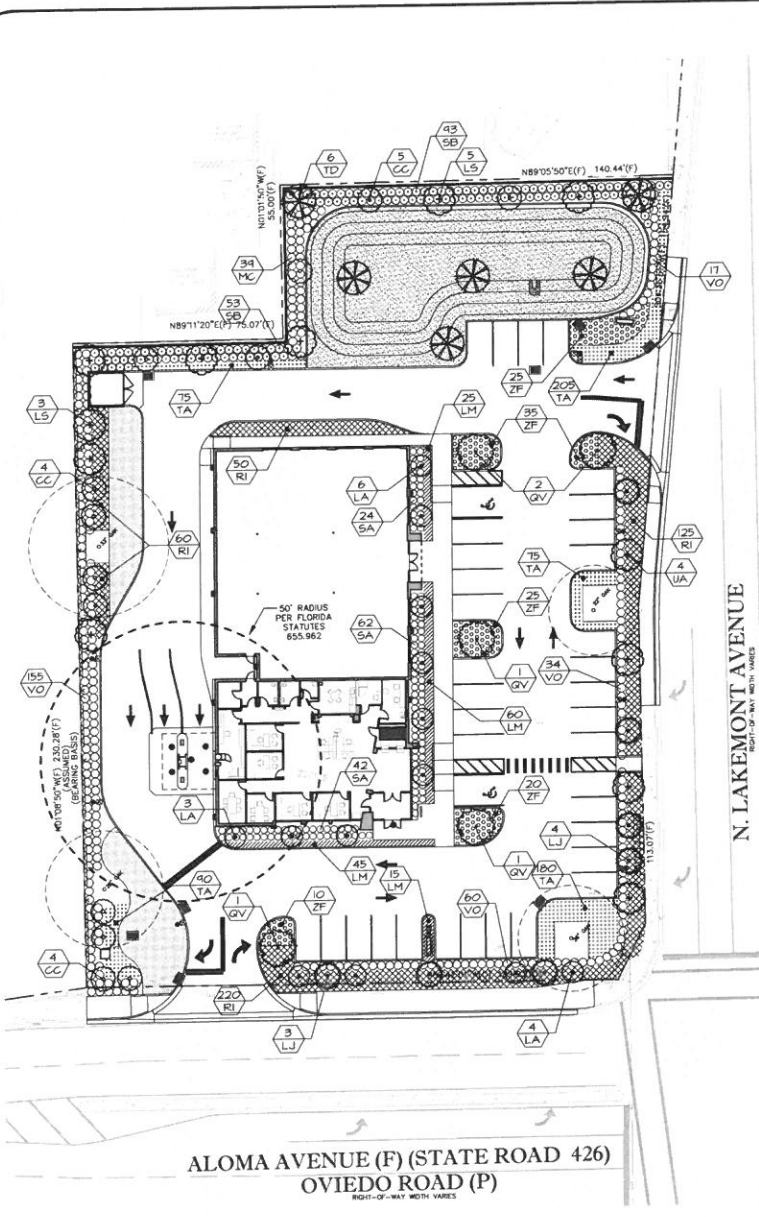 93
SB
6
TD
5
CC
5
LS
N89°05'50"E(F) 140.44'(F)
N01°01'50"W(F)
55.00'(F)
39
MC
17
VO
53
SB
N89°11'20"E(F) 75.07'(F)
25
ZF
205
TA
75
TA
3
LS
25
LM
35
ZF
50
RI
4
CC
6
LA
2
QV
24
SA
60
RI
25
RI
75
TA
4
UA
50' RADIUS
PER FLORIDA
STATUTES
655.962
25
ZF
62
SA
155
VO
1
QV
34
VO
60
LM
N01°08'50"W(F) 230.28'(F)
(ASSUMED)
(BEARING BASIS)
42
SA
3
LA
20
ZF
4
LJ
113.07'(F)
45
LM
1
QV
180
TA
90
TA
1
QV
10
ZF
15
LM
60
VO
4
CC
220
RI
3
LJ
4
LA
N. LAKEMONT AVENUE
RIGHT-OF-WAY WIDTH VARIES
ALOMA AVENUE (F) (STATE ROAD 426)
OVIEDO ROAD (P)
RIGHT-OF-WAY WIDTH VARIES